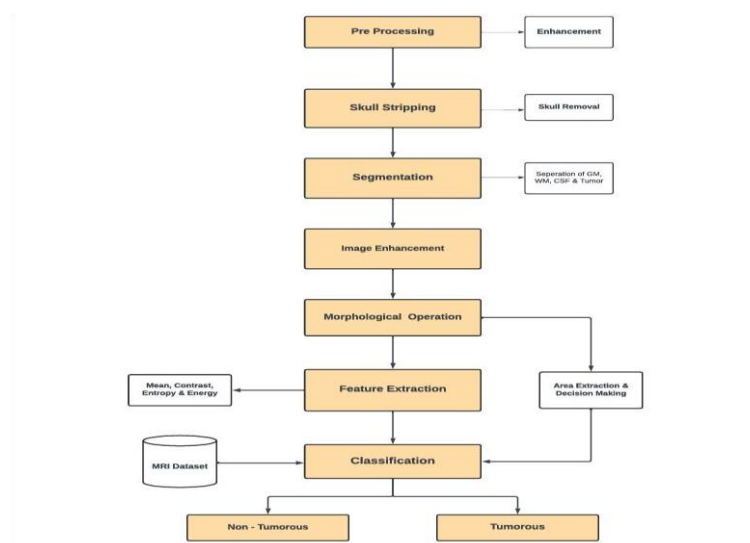 Pre Processing
Enhancement
Skull Stripping
Skull Removal
Segmentation
Seperation of GM,
WM, CSF & Tumor
Image Enhancement
Morphological Operation
Mean, Contrast,
Entropy & Energy
Feature Extraction
Area Extraction &
Decision Making
MRI Dataset
Classification
Non - Tumorous
Tumorous